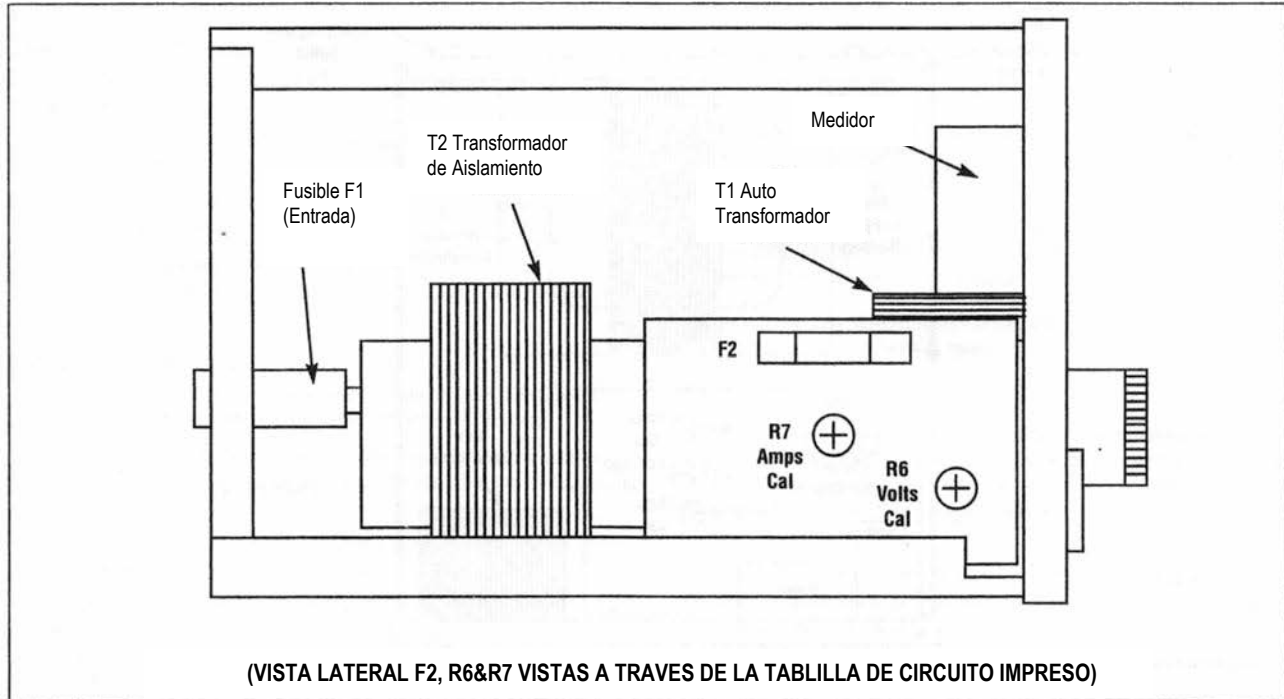 Medidor
T2 Transformador
de Aislamiento
T1 Auto
Transformador
Fusible F1
(Entrada)
F2
R7
Amps
Cal
R6
Volts
Cal
(VISTA LATERAL F2, R6&R7 VISTAS A TRAVES DE LA TABLILLA DE CIRCUITO IMPRESO)